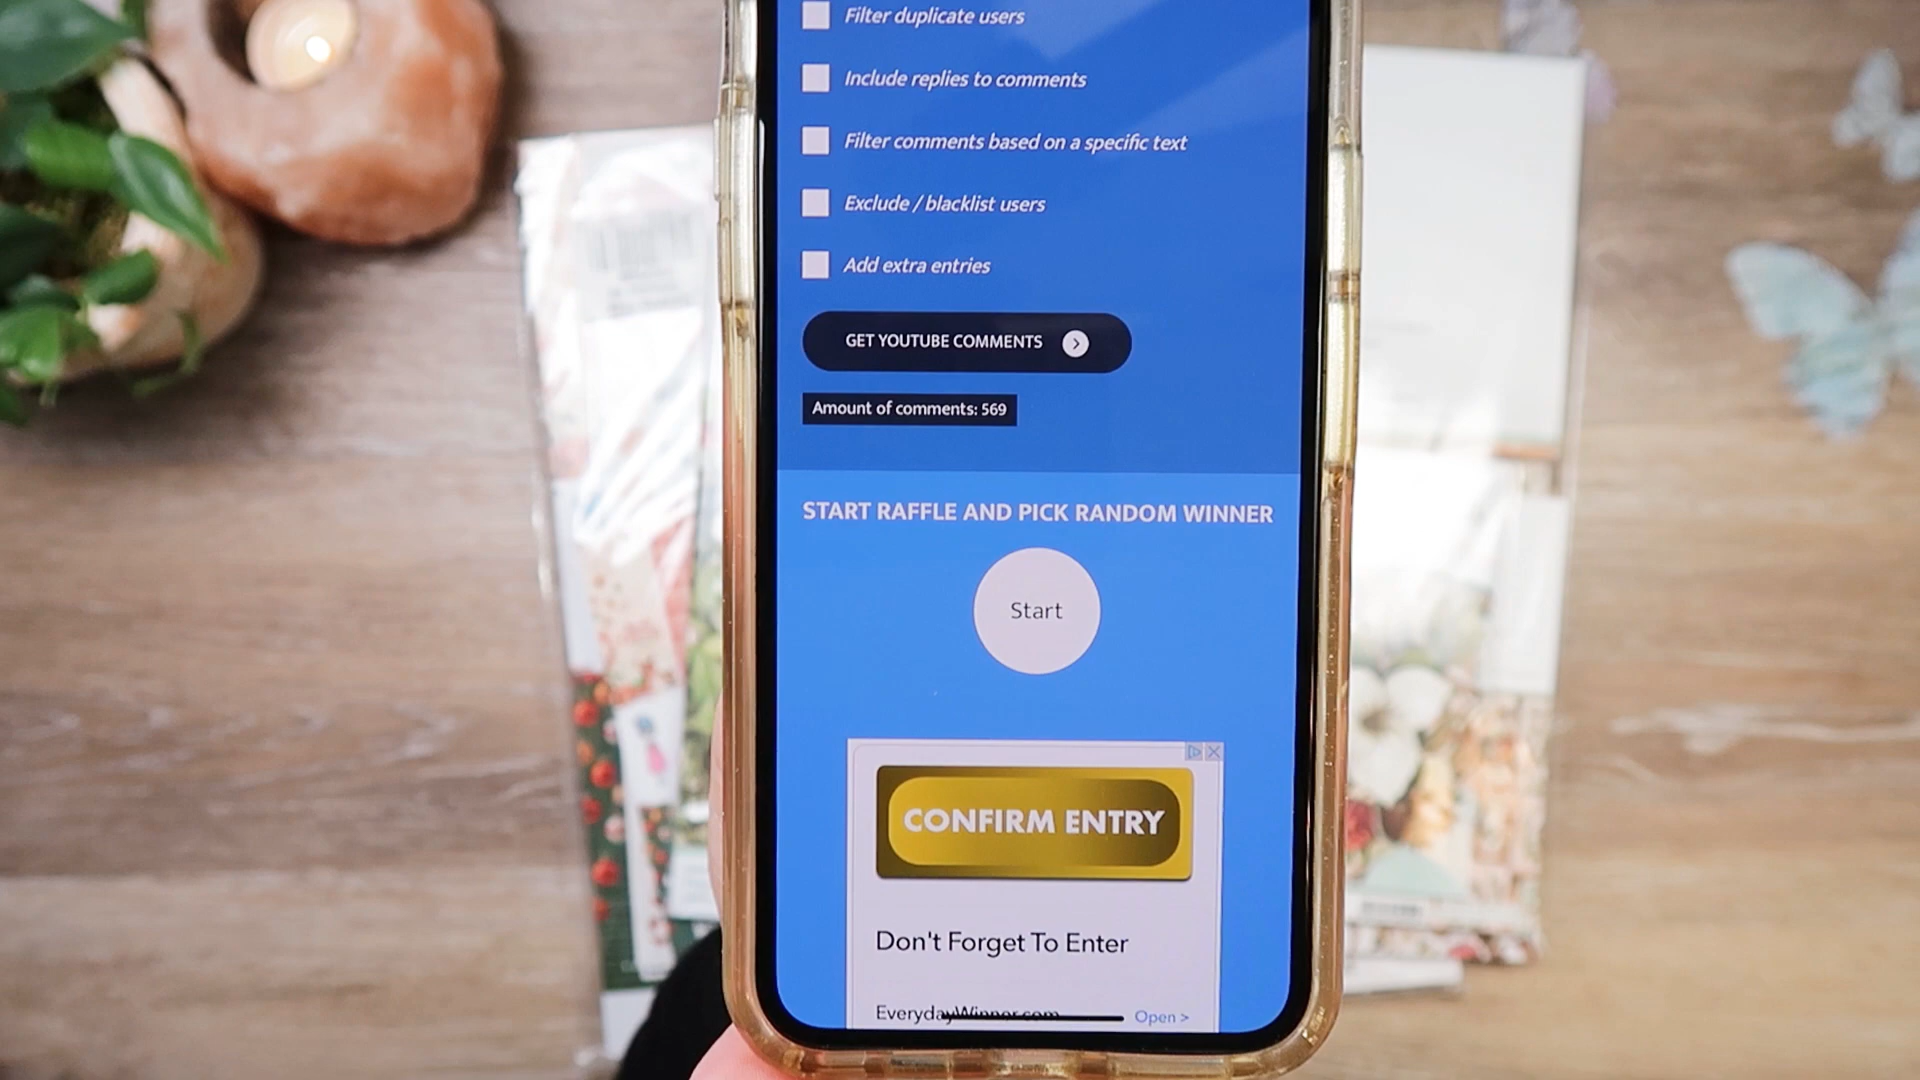 Filter duplicate users
Include replies to comments
Filter comments based on a specific text
Exclude / blacklist users
Add extra entries
GET YOUTUBE COMMENTS
Amount of comments: 569
START RAFFLE AND PICK RANDOM WINNER
Start
CONFIRM ENTRY
Don't Forget To Enter
EverydayWinner.com
Open >